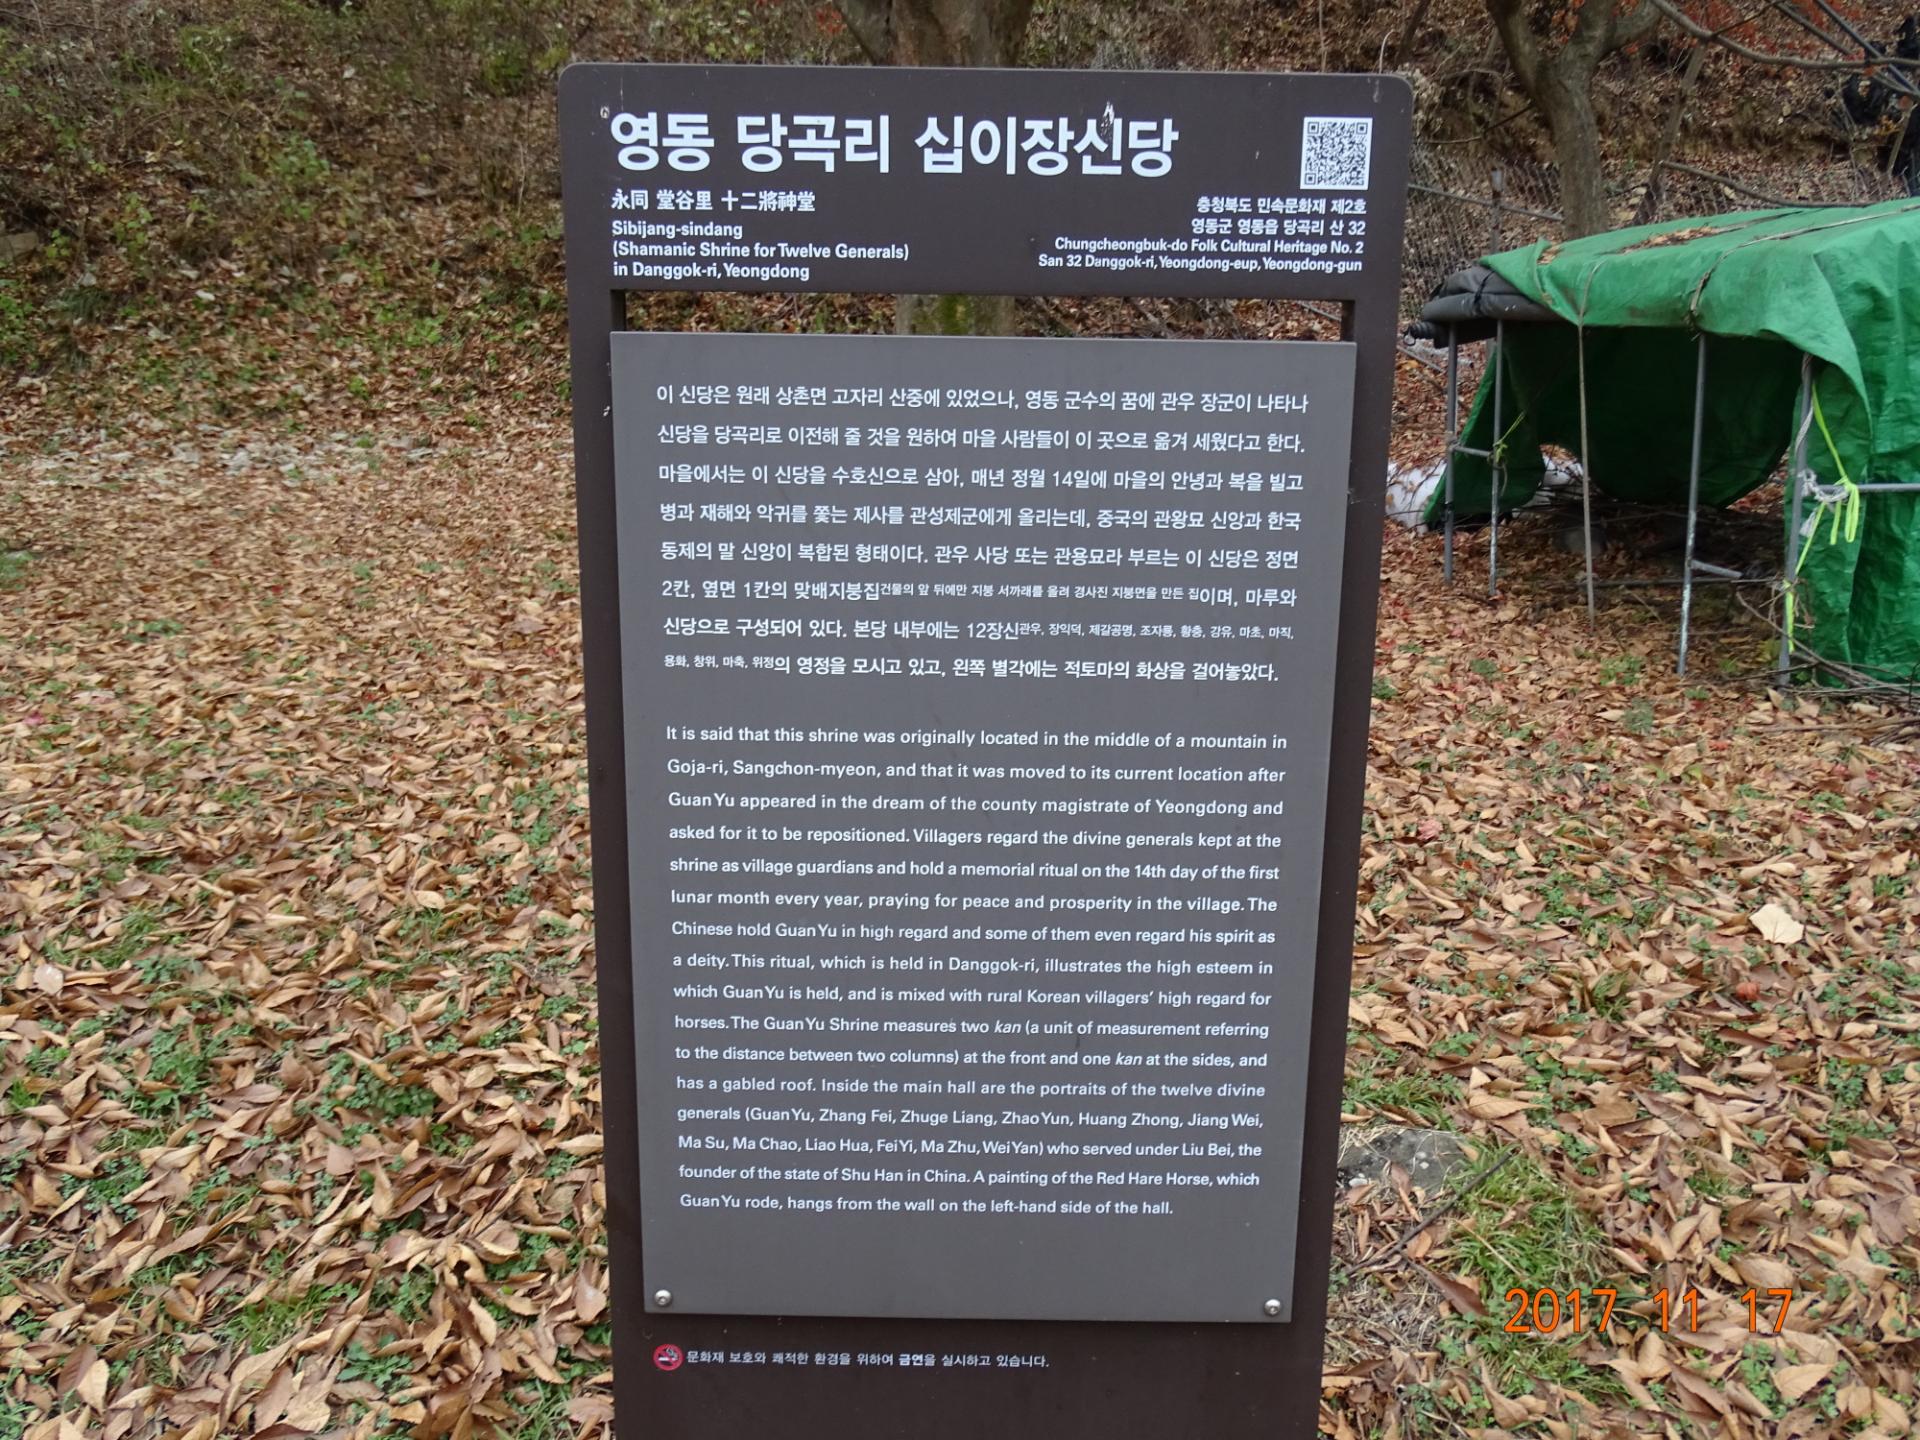 영동 당곡리 십이장신당
永同 堂谷里 十二將神堂
Sibijang-sindang
(Shamanic Shrine for Twelve Generals)
in Danggok-ri, Yeongdong
충청북도 민속문화재 제2호
영동군 영동읍 당곡리 산 32
Chungcheongbuk-do Folk Cultural Heritage No. 2
San 32 Danggok-ri, Yeongdong-eup, Yeongdong-gun
이 신당은 원래 상촌면 고자리 산중에 있었으나, 영동 군수의 꿈에 관우 장군이 나타나
신당을 당곡리로 이전해 줄 것을 원하여 마을 사람들이 이 곳으로 옮겨 세웠다고 한다.
마을에서는 이 신당을 수호신으로 삼아, 매년 정월 14일에 마을의 안녕과 복을 빌고
병과 재해와 악귀를 쫓는 제사를 관성제군에게 올리는데, 중국의 관왕묘 신앙과 한국
동제의 말 신앙이 복합된 형태이다. 관우 사당 또는 관용묘라 부르는 이 신당은 정면
2칸, 옆면 1칸의 맞배지붕집건물의 앞 뒤에만 지붕 서까래를 올려 경사진 지붕면을 만든 집이며, 마루와
신당으로 구성되어 있다. 본당 내부에는 12장신관우, 장익덕, 제갈공명, 조자룡, 황충, 강유, 마초, 마직,
용화, 창위, 마축, 위정의 영정을 모시고 있고, 왼쪽 별각에는 적토마의 화상을 걸어놓았다.
It is said that this shrine was originally located in the middle of a mountain in
Goja-ri, Sangchon-myeon, and that it was moved to its current location after
Guan Yu appeared in the dream of the county magistrate of Yeongdong and
asked for it to be repositioned. Villagers regard the divine generals kept at the
shrine as village guardians and hold a memorial ritual on the 14th day of the first
lunar month every year, praying for peace and prosperity in the village. The
Chinese hold Guan Yu in high regard and some of them even regard his spirit as
a deity. This ritual, which is held in Danggok-ri, illustrates the high esteem in
which Guan Yu is held, and is mixed with rural Korean villagers' high regard for
horses. The Guan Yu Shrine measures two kan (a unit of measurement referring
to the distance between two columns) at the front and one kan at the sides, and
has a gabled roof. Inside the main hall are the portraits of the twelve divine
generals (Guan Yu, Zhang Fei, Zhuge Liang, Zhao Yun, Huang Zhong, Jiang Wei,
Ma Su, Ma Chao, Liao Hua, Fei Yi, Ma Zhu, Wei Yan) who served under Liu Bei, the
founder of the state of Shu Han in China. A painting of the Red Hare Horse, which
Guan Yu rode, hangs from the wall on the left-hand side of the hall.
문화재 보호와 쾌적한 환경을 위하여 금연을 실시하고 있습니다.
2017 11 17